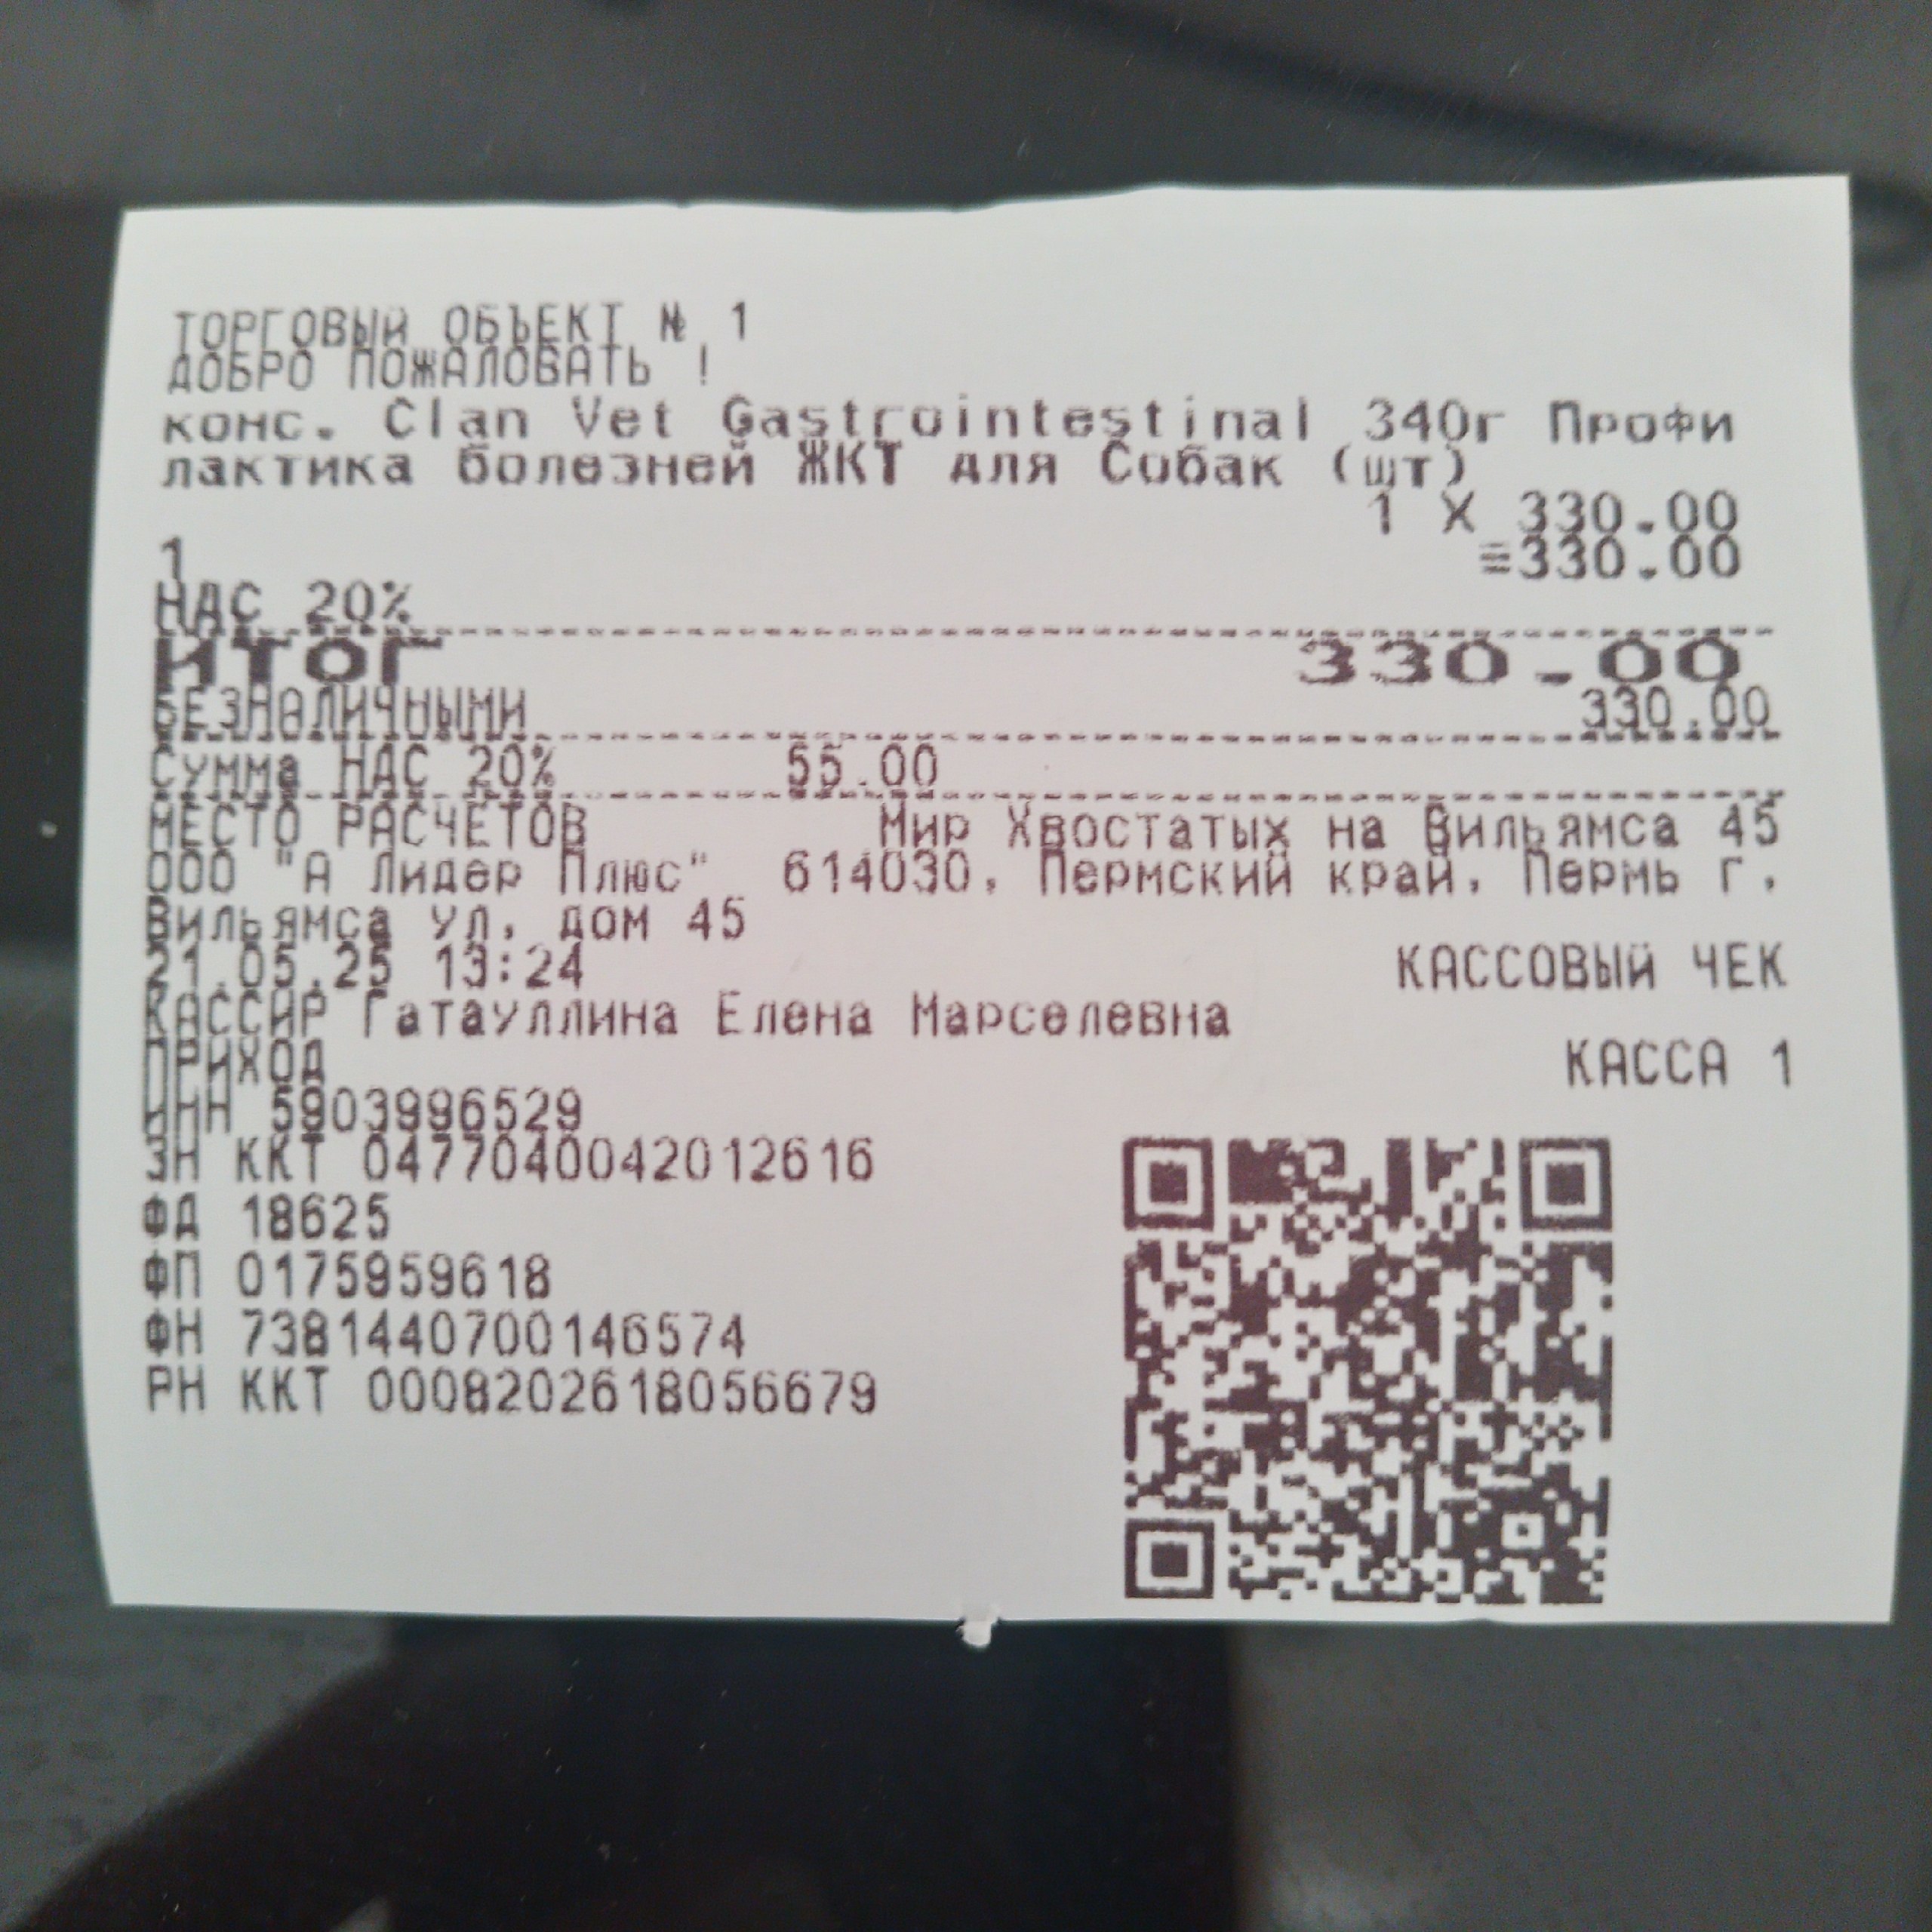 ТОРГОВЫЙ ОБЪЕКТ № 1
ДОБРО ПОЖАЛОВАТЬ !
конс. Clan Vet Gastrointestinal 340г Профи
лактика болезней ЖКТ для Собак (шт)
1 X 330.00
1 =330.00
НДС 20%
ИТОГ 330.00
БЕЗНАЛИЧНЫМИ 330.00
Сумма НДС 20% 55.00
МЕСТО РАСЧЕТОВ Мир Хвостатых на Вильямса 45
ООО "А Лидер Плюс" 614030, Пермский край, Пермь г,
Вильямса ул, дом 45
21.05.25 13:24 КАССОВЫЙ ЧЕК
КАССИР Гатауллина Елена Марселевна
ПРИХОД КАССА 1
ИНН 5903996529
ЗН ККТ 0477040042012616
ФД 18625
ФП 0175959618
ФН 7381440700146574
РН ККТ 0008202618056679